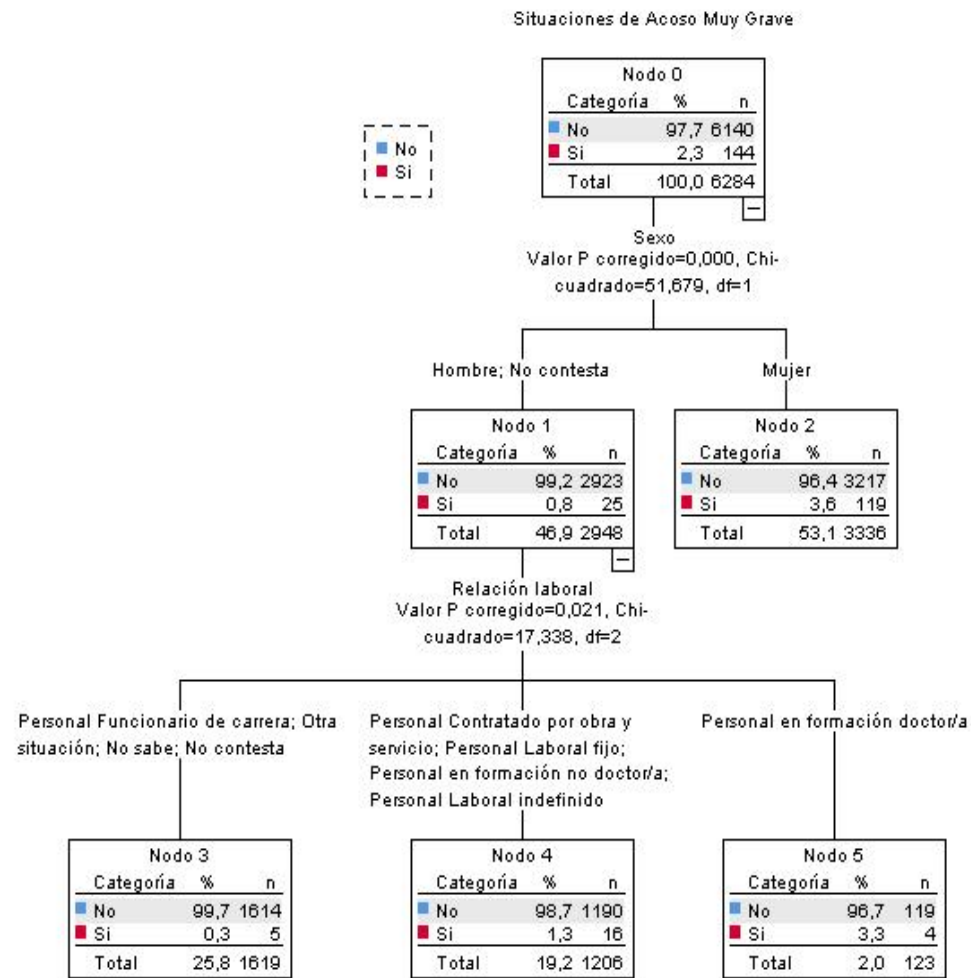 Situaciones de Acoso Muy Grave
Nodo 0
Categoría % n
No 97,7 6140
Si 2,3 144
Total 100,0 6284
No
Si
Sexo
Valor P corregido=0,000, Chi-
cuadrado=51,679, df=1
Hombre; No contesta
Mujer
Nodo 1
Categoría % n
No 99,2 2923
Si 0,8 25
Total 46,9 2948
Nodo 2
Categoría % n
No 96,4 3217
Si 3,6 119
Total 53,1 3336
Relación laboral
Valor P corregido=0,021, Chi-
cuadrado=17,338, df=2
Personal Funcionario de carrera; Otra
situación; No sabe; No contesta
Personal Contratado por obra y
servicio; Personal Laboral fijo;
Personal en formación no doctor/a;
Personal Laboral indefinido
Personal en formación doctor/a
Nodo 3
Categoría % n
No 99,7 1614
Si 0,3 5
Total 25,8 1619
Nodo 4
Categoría % n
No 98,7 1190
Si 1,3 16
Total 19,2 1206
Nodo 5
Categoría % n
No 96,7 119
Si 3,3 4
Total 2,0 123